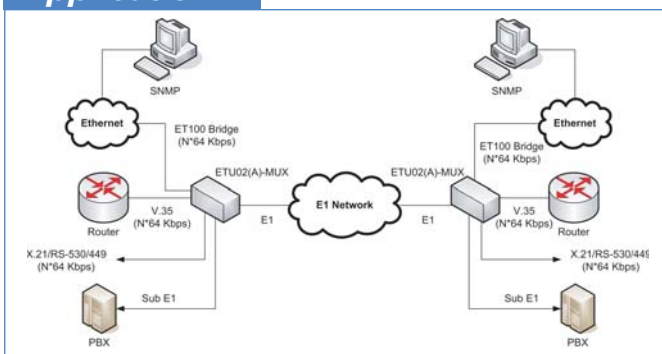 SNMP
SNMP
Ethernet
Ethernet
ET100 Bridge
(N*64 Kbps)
ET100 Bridge
(N*64 Kbps)
ETU02(A)-MUX
ETU02(A)-MUX
E1 Network
E1
E1
V.35
(N*64 Kbps)
V.35
(N*64 Kbps)
Router
Router
X.21/RS-530/449
(N*64 Kbps)
X.21/RS-530/449
(N*64 Kbps)
Sub E1
Sub E1
PBX
PBX